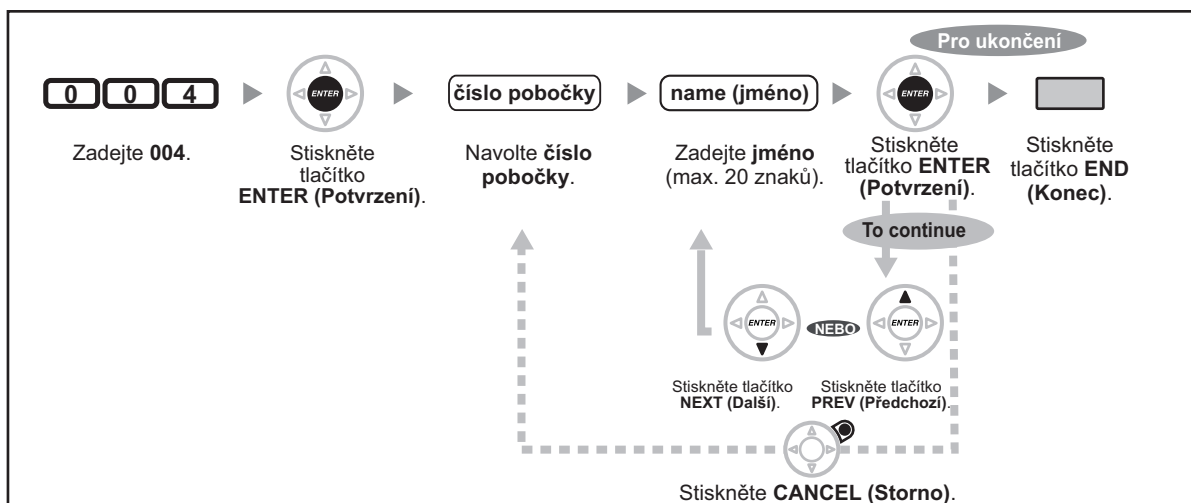 Pro ukončení
0 0 4
ENTER
číslo pobočky
name (jméno)
ENTER
Zadejte 004.
Stiskněte
tlačítko
ENTER (Potvrzení).
Navolte číslo
pobočky.
Zadejte jméno
(max. 20 znaků).
Stiskněte
tlačítko ENTER
(Potvrzení).
Stiskněte
tlačítko END
(Konec).
To continue
ENTER
NEBO
ENTER
Stiskněte tlačítko
NEXT (Další).
Stiskněte tlačítko
PREV (Předchozí).
Stiskněte CANCEL (Storno).